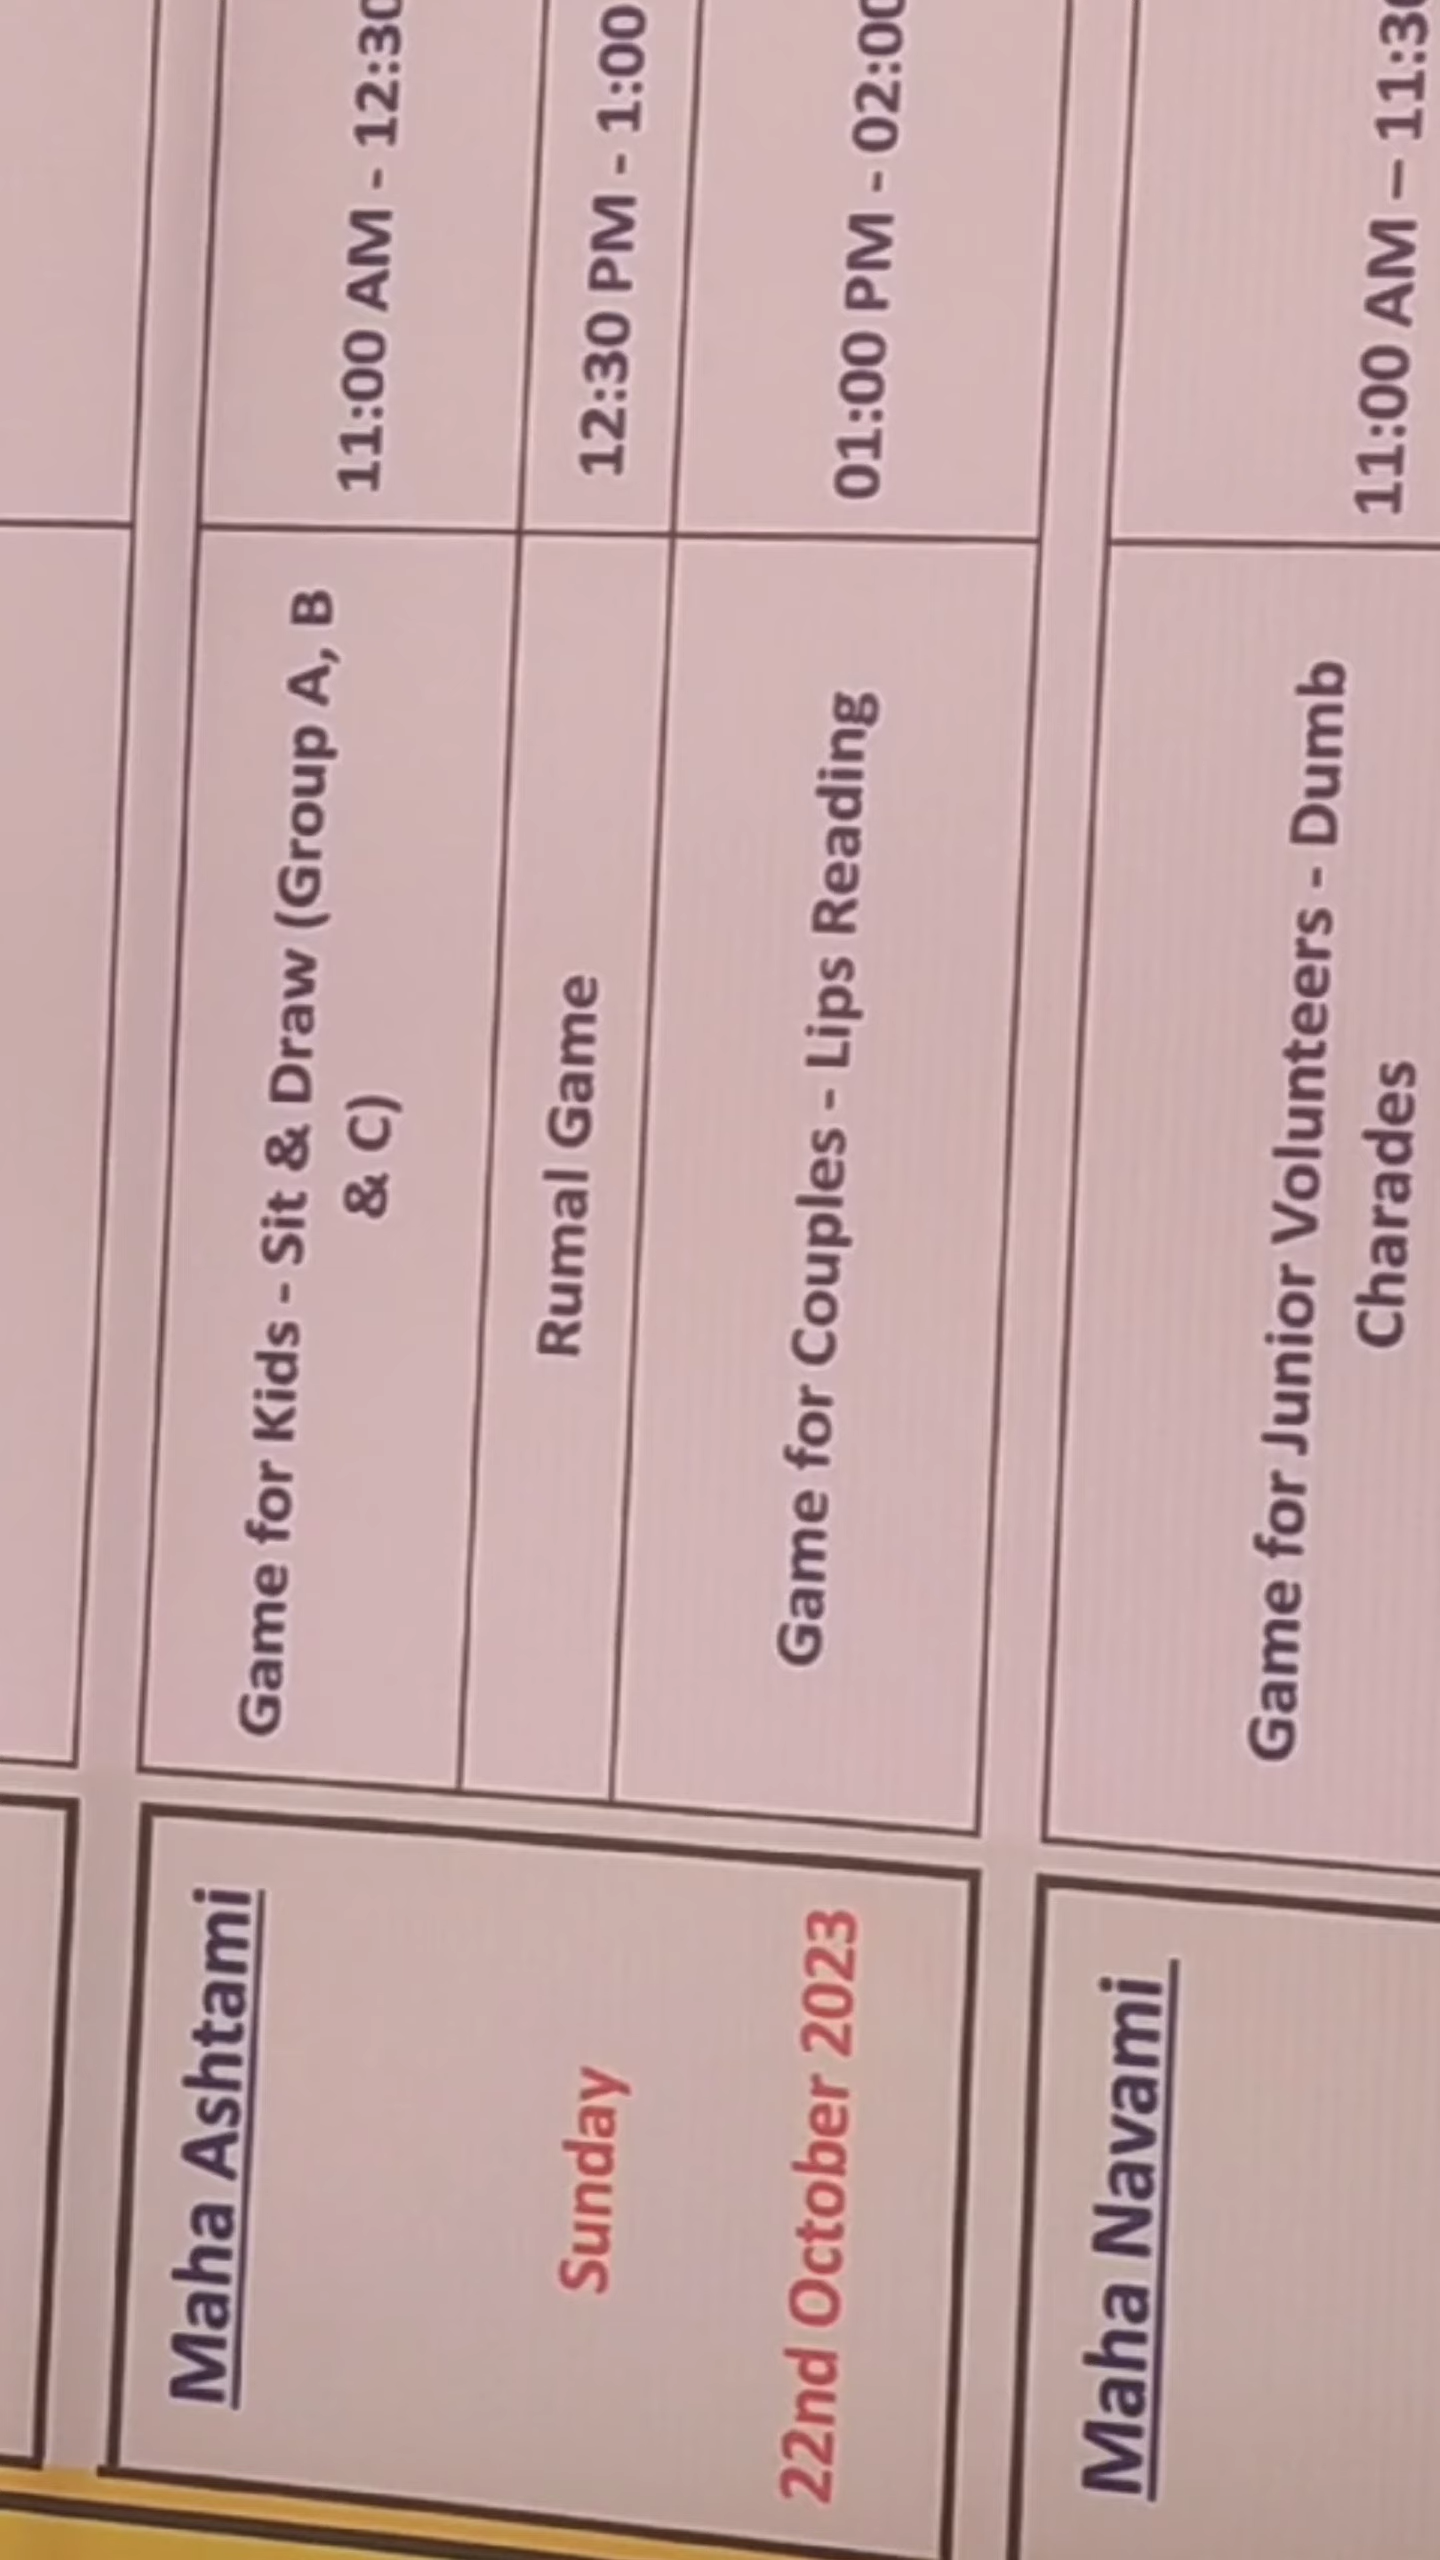 Maha Ashtami
Sunday
22nd October 2023
Game for Kids - Sit & Draw (Group A, B
& C)
11:00 AM - 12:30
Rumal Game
12:30 PM - 1:00
Game for Couples - Lips Reading
01:00 PM - 02:00
Maha Navami
Game for Junior Volunteers - Dumb
Charades
11:00 AM – 11:30